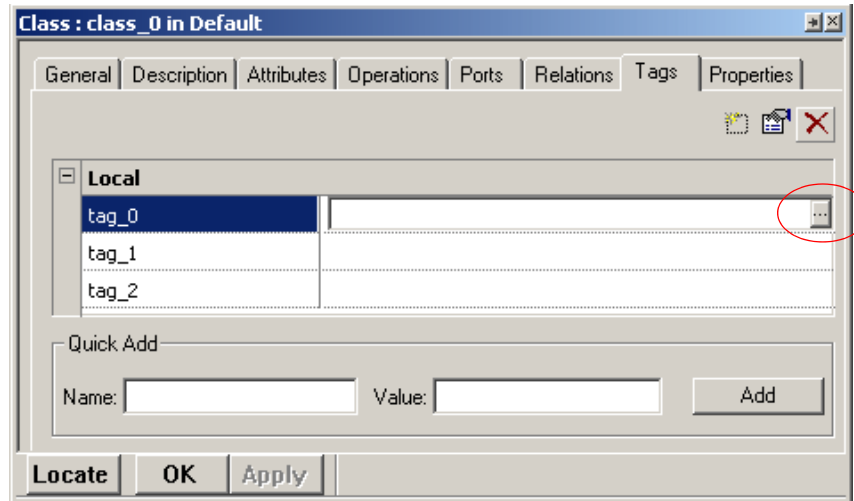 Class : class_0 in Default
General Description Attributes Operations Ports Relations Tags Properties
Local
tag_0 ...
tag_1
tag_2
Quick Add
Name: Value: Add
Locate OK Apply